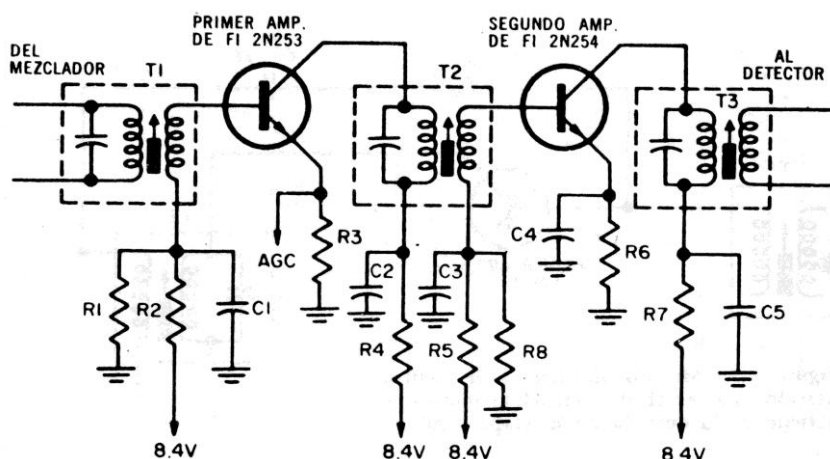 PRIMER AMP.
DE FI 2N253
SEGUNDO AMP.
DE FI 2N254
DEL
MEZCLADOR
AL
DETECTOR
T1
T2
T3
AGC
R3
C4
R6
R1
R2
C1
C2
C3
R4
R5
R8
R7
C5
8,4V
8,4V
8,4V
8,4V